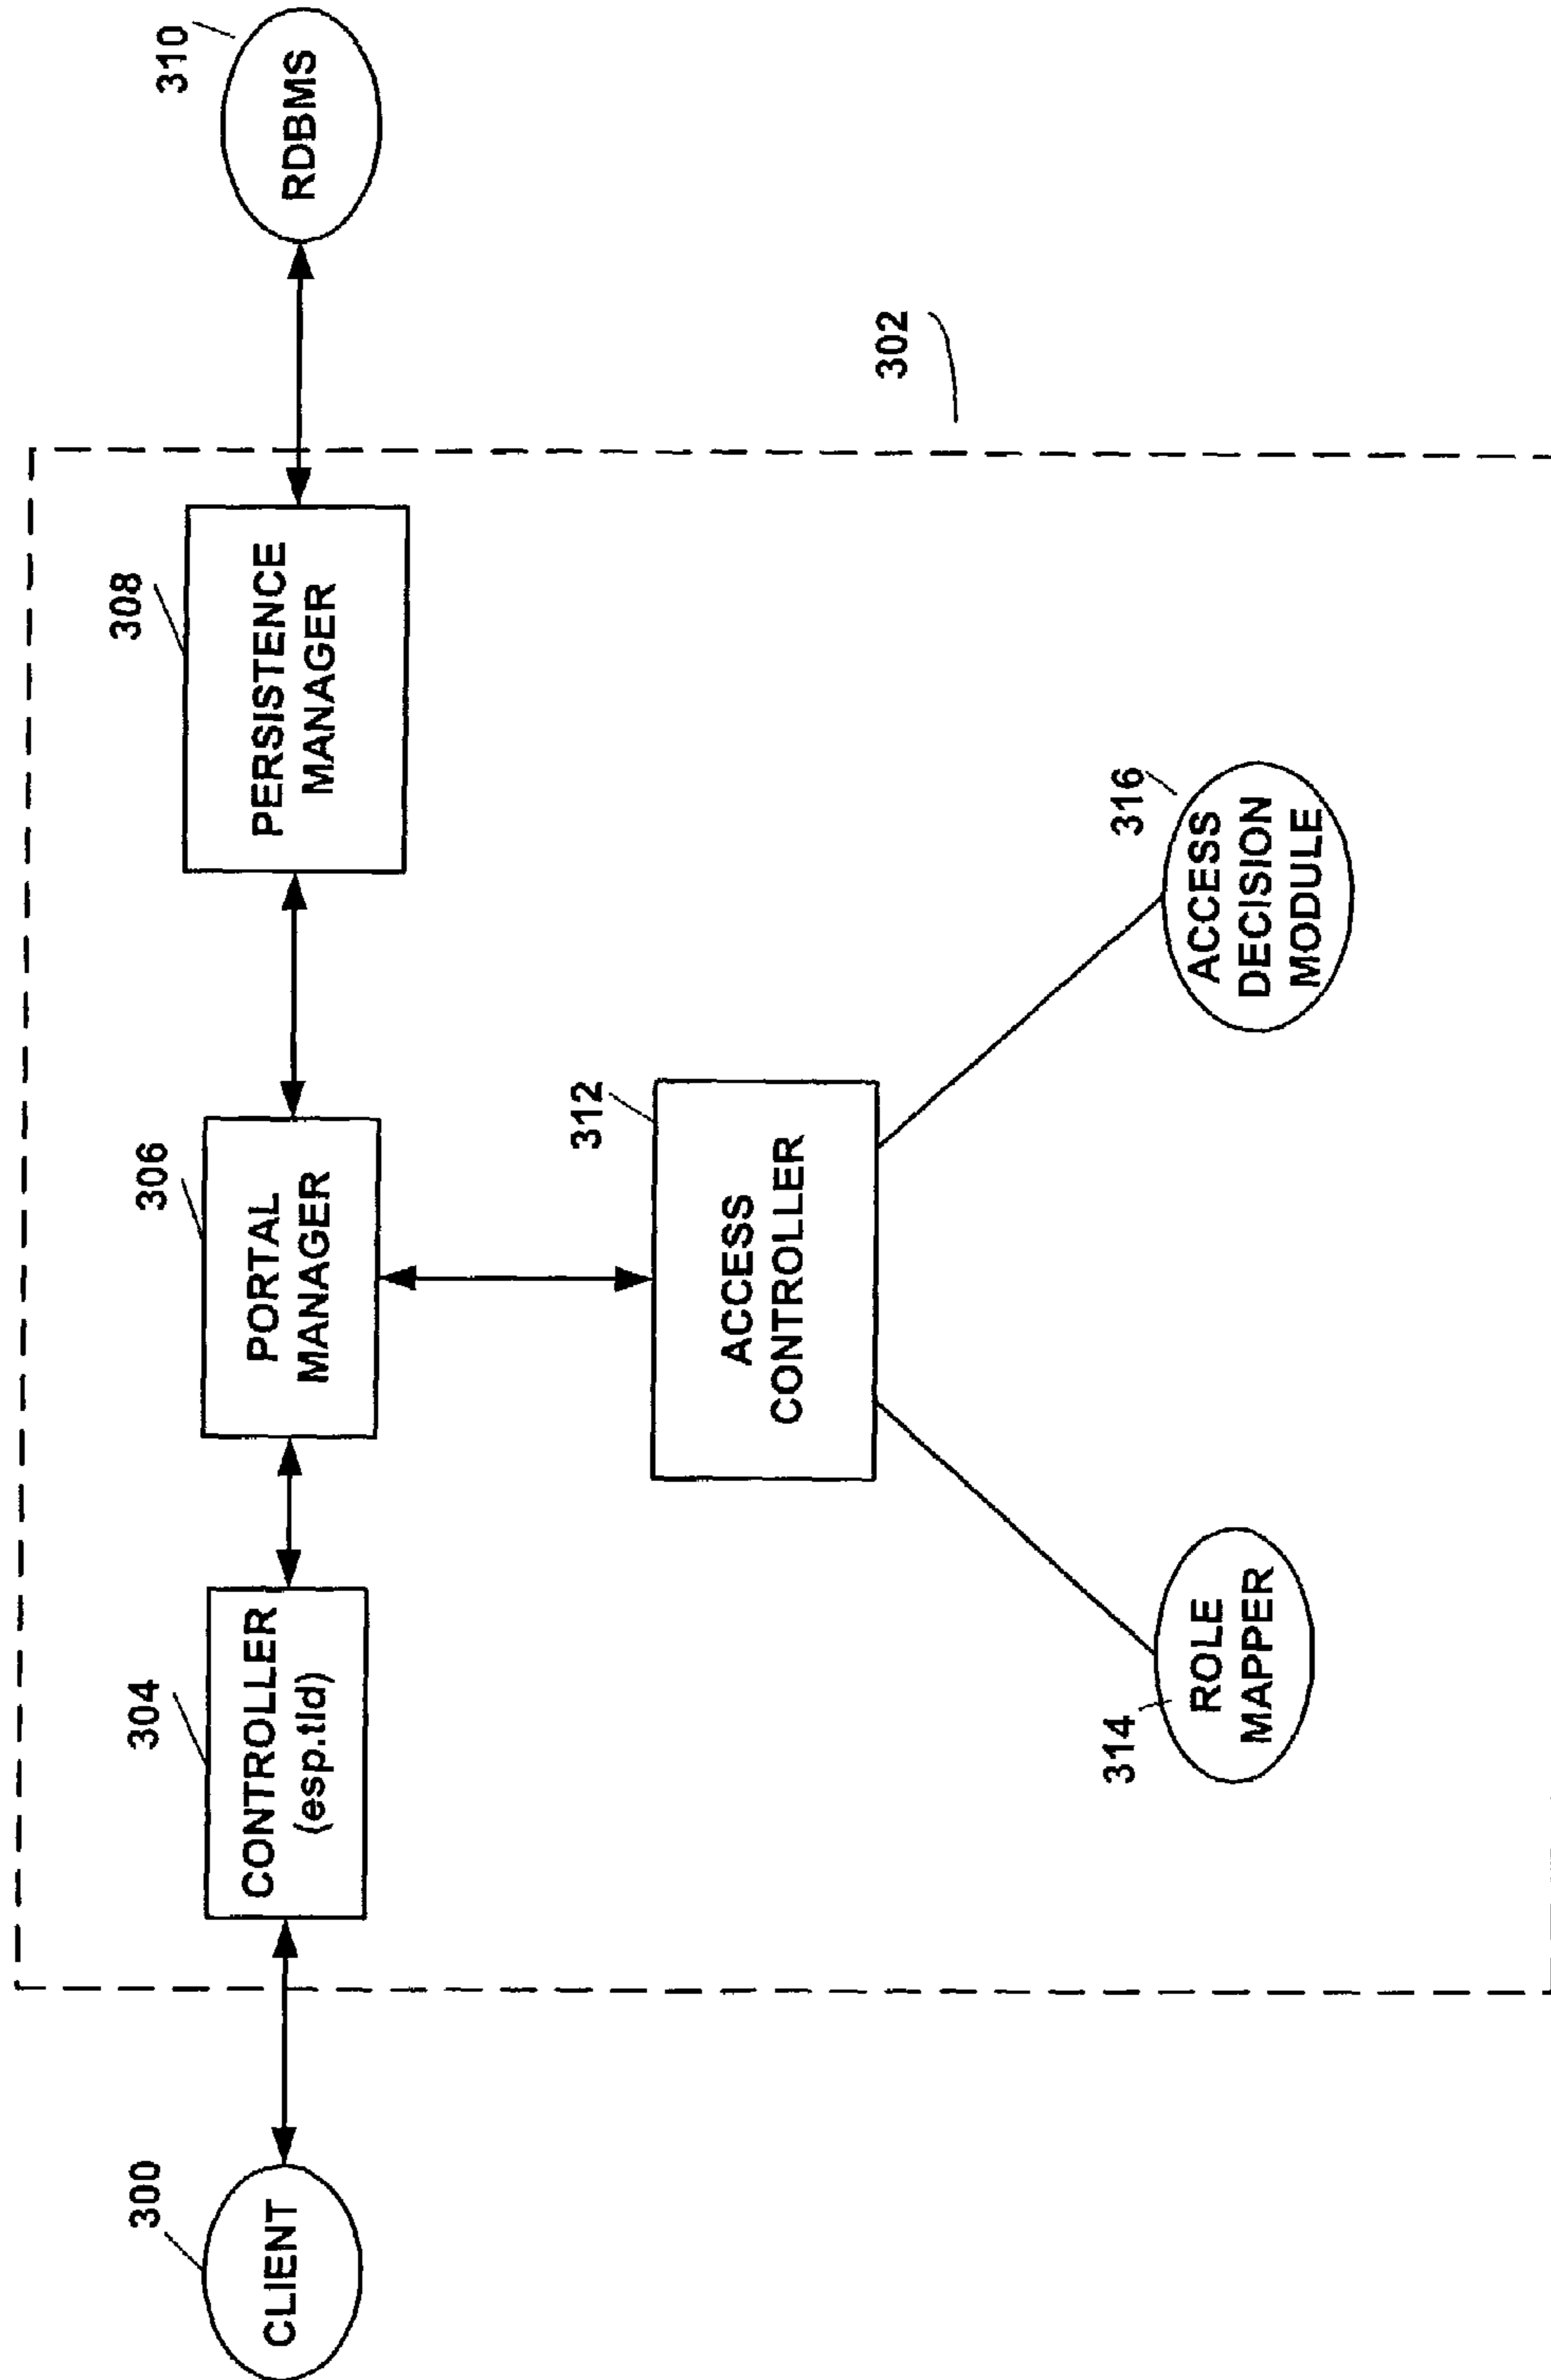 300
CLIENT
304
CONTROLLER
(esp.tld)
306
PORTAL
MANAGER
308
PERSISTENCE
MANAGER
310
RDBMS
312
ACCESS
CONTROLLER
302
314
ROLE
MAPPER
316
ACCESS
DECISION
MODULE